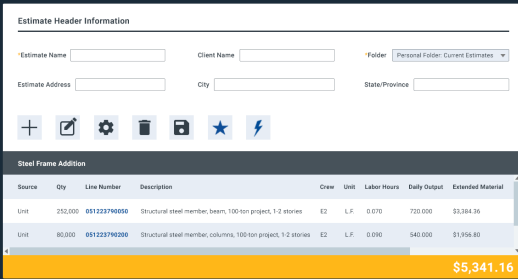 Estimate Header Information
*Estimate Name Client Name *Folder Personal Folder: Current Estimates
Estimate Address City State/Province
Steel Frame Addition
Source Qty Line Number Description Crew Unit Labor Hours Daily Output Extended Material
Unit 252,000 051223790050 Structural steel member, beam, 100-ton project, 1-2 stories E2 L.F. 0.070 720.000 $3,384.36
Unit 80,000 051223790200 Structural steel member, columns, 100-ton project, 1-2 stories E2 L.F. 0.090 540.000 $1,956.80
$5,341.16